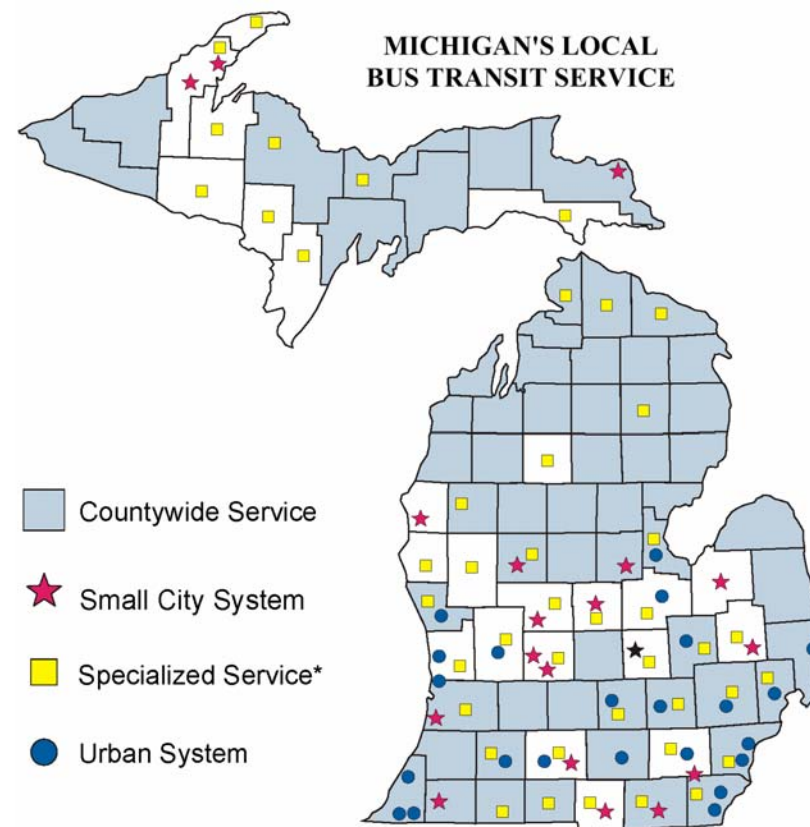 MICHIGAN'S LOCAL
BUS TRANSIT SERVICE
Countywide Service
Small City System
Specialized Service*
Urban System